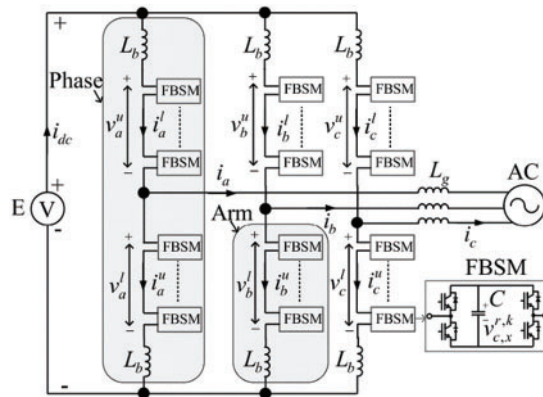 + + 
L_b L_b L_b
Phase + FBSM + FBSM + FBSM
v_a^u i_a^l v_b^u i_b^l v_c^u i_c^l
i_dc
- FBSM - FBSM - FBSM
L_g AC
i_a
+
E V
-
Arm i_b i_c
+ FBSM + FBSM + FBSM FBSM
v_a^l i_a^u v_b^l i_b^u v_c^l i_c^u
+ C
- v_{c,x}^{r,k}
- FBSM - FBSM - FBSM
L_b L_b L_b
- -